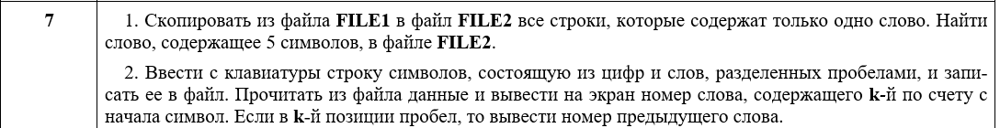 7
1. Скопировать из файла FILE1 в файл FILE2 все строки, которые содержат только одно слово. Найти
слово, содержащее 5 символов, в файле FILE2.
2. Ввести с клавиатуры строку символов, состоящую из цифр и слов, разделенных пробелами, и запи-
сать ее в файл. Прочитать из файла данные и вывести на экран номер слова, содержащего k-й по счету с
начала символ. Если в k-й позиции пробел, то вывести номер предыдущего слова.